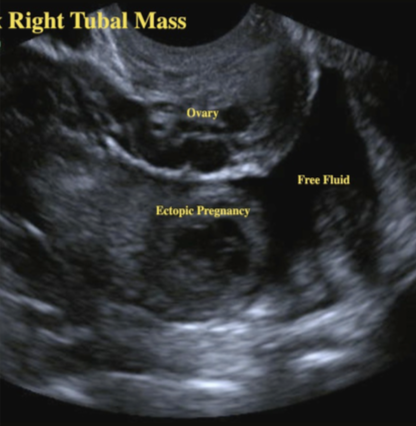 : Right Tubal Mass
Ovary
Free Fluid
Ectopic Pregnancy